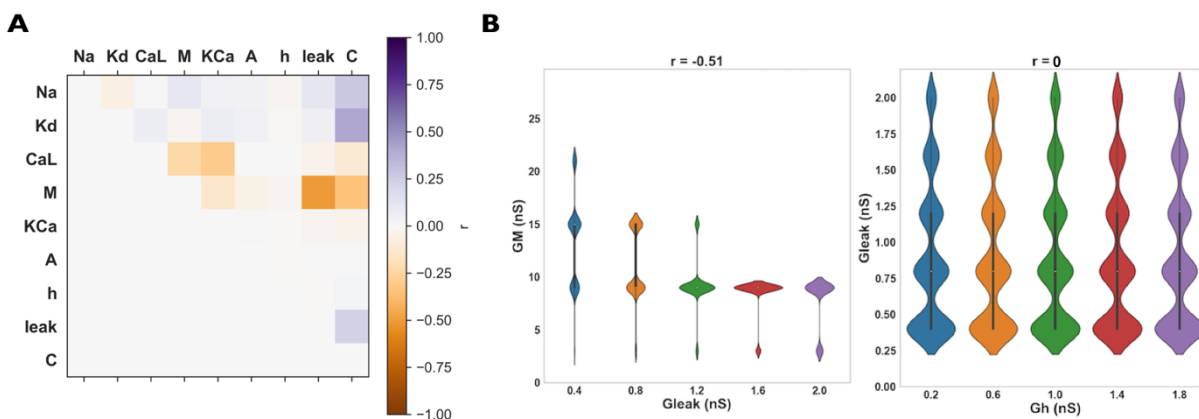 A
Na Kd CaL M KCa A h leak C
Na
Kd
CaL
M
KCa
A
h
leak
C
1.00
0.75
0.50
0.25
0.00
−0.25
−0.50
−0.75
−1.00
r
B
r = -0.51
GM (nS)
25
20
15
10
5
0
0.4 0.8 1.2 1.6 2.0
Gleak (nS)
r = 0
Gleak (nS)
2.00
1.75
1.50
1.25
1.00
0.75
0.50
0.25
0.00
0.2 0.6 1.0 1.4 1.8
Gh (nS)